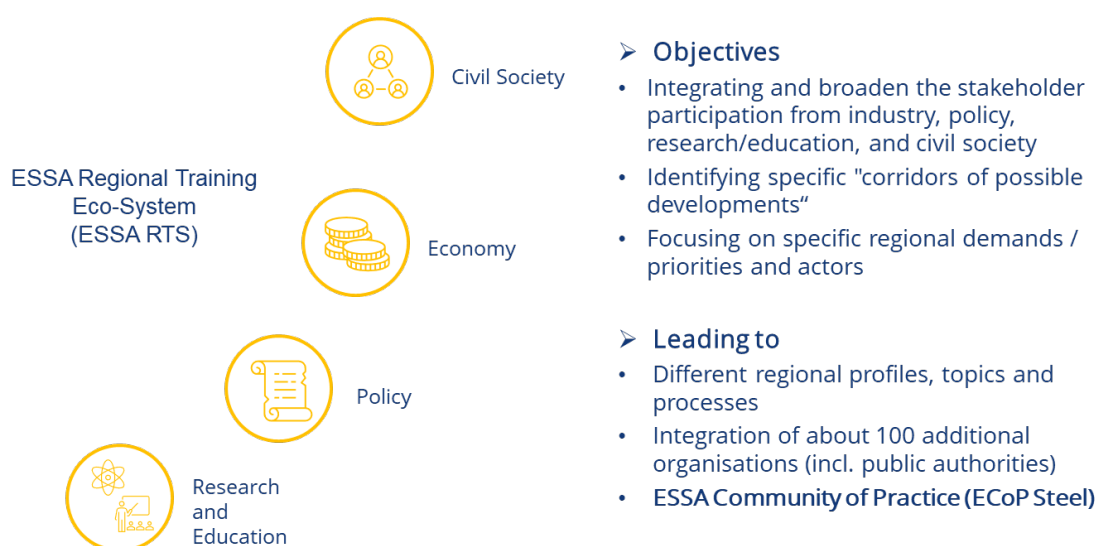 Civil Society
ESSA Regional Training
Eco-System
(ESSA RTS)
Economy
Policy
Research
and
Education
➢ Objectives
• Integrating and broaden the stakeholder
participation from industry, policy,
research/education, and civil society
• Identifying specific "corridors of possible
developments“
• Focusing on specific regional demands /
priorities and actors
➢ Leading to
• Different regional profiles, topics and
processes
• Integration of about 100 additional
organisations (incl. public authorities)
• ESSA Community of Practice (ECoP Steel)